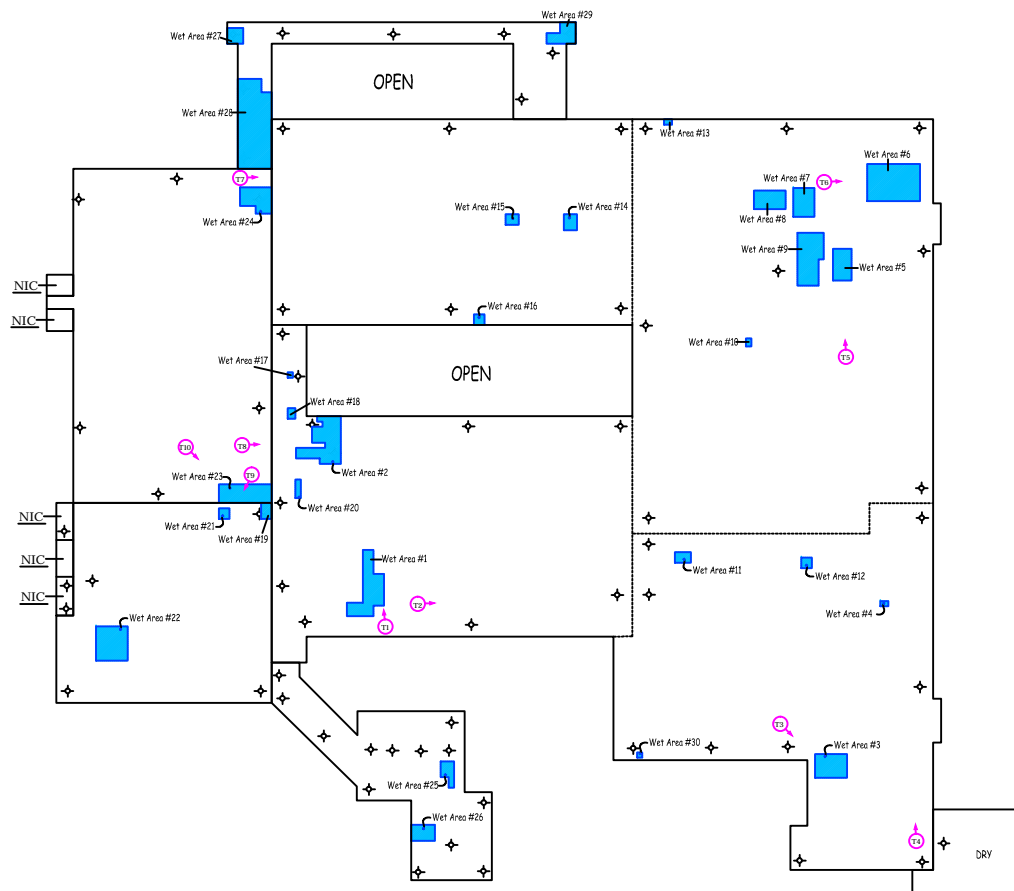 Wet Area #29
Wet Area #27
OPEN
Wet Area #28
Wet Area #13
Wet Area #6
T7
T6
Wet Area #7
Wet Area #15
Wet Area #14
Wet Area #24
Wet Area #8
Wet Area #9
Wet Area #5
NIC
Wet Area #16
NIC
Wet Area #10
T5
Wet Area #17
OPEN
Wet Area #18
T10
T8
Wet Area #23
T9
Wet Area #2
Wet Area #20
NIC
Wet Area #21
Wet Area #19
NIC
Wet Area #1
Wet Area #11
Wet Area #12
NIC
T2
Wet Area #4
Wet Area #22
T1
T3
Wet Area #30
Wet Area #3
Wet Area #25
Wet Area #26
T4
DRY